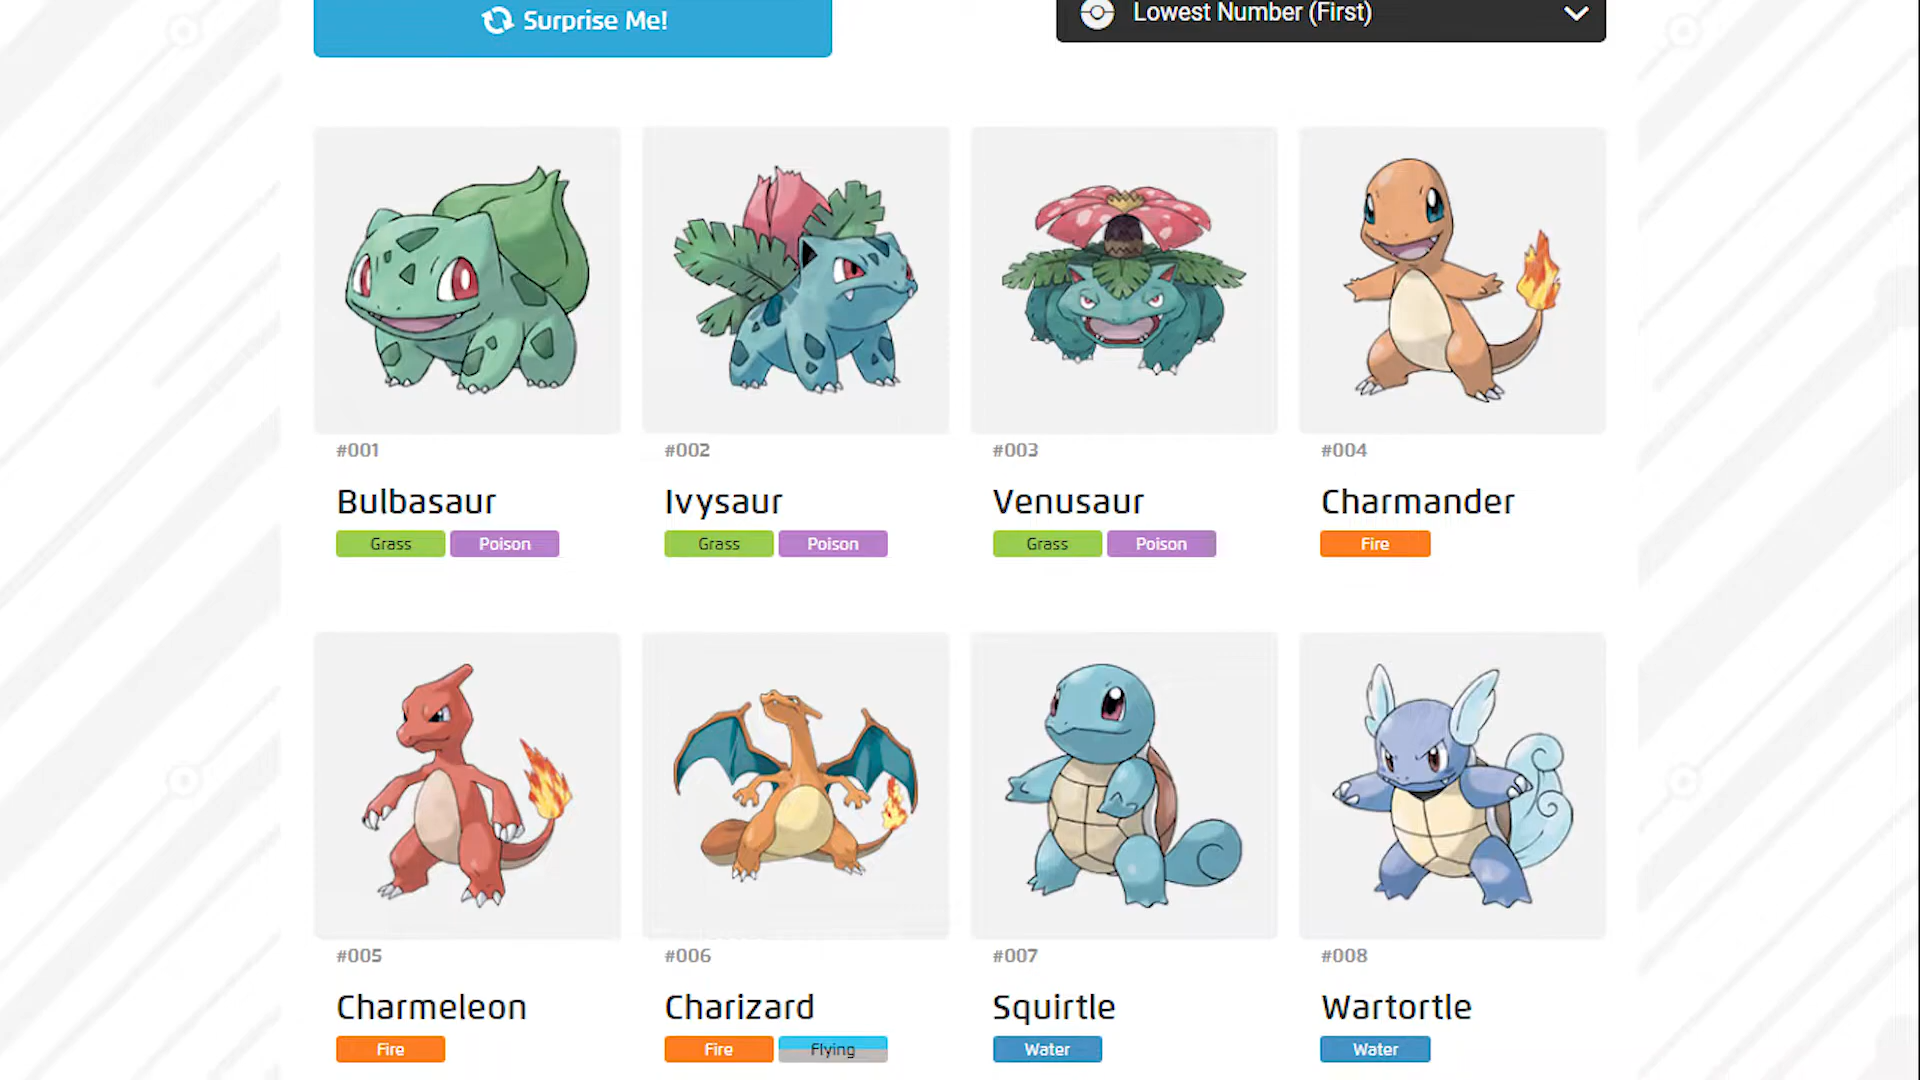 Surprise Me!
Lowest Number (First)
#001
Bulbasaur
Grass Poison
#002
Ivysaur
Grass Poison
#003
Venusaur
Grass Poison
#004
Charmander
Fire
#005
Charmeleon
Fire
#006
Charizard
Fire Flying
#007
Squirtle
Water
#008
Wartortle
Water